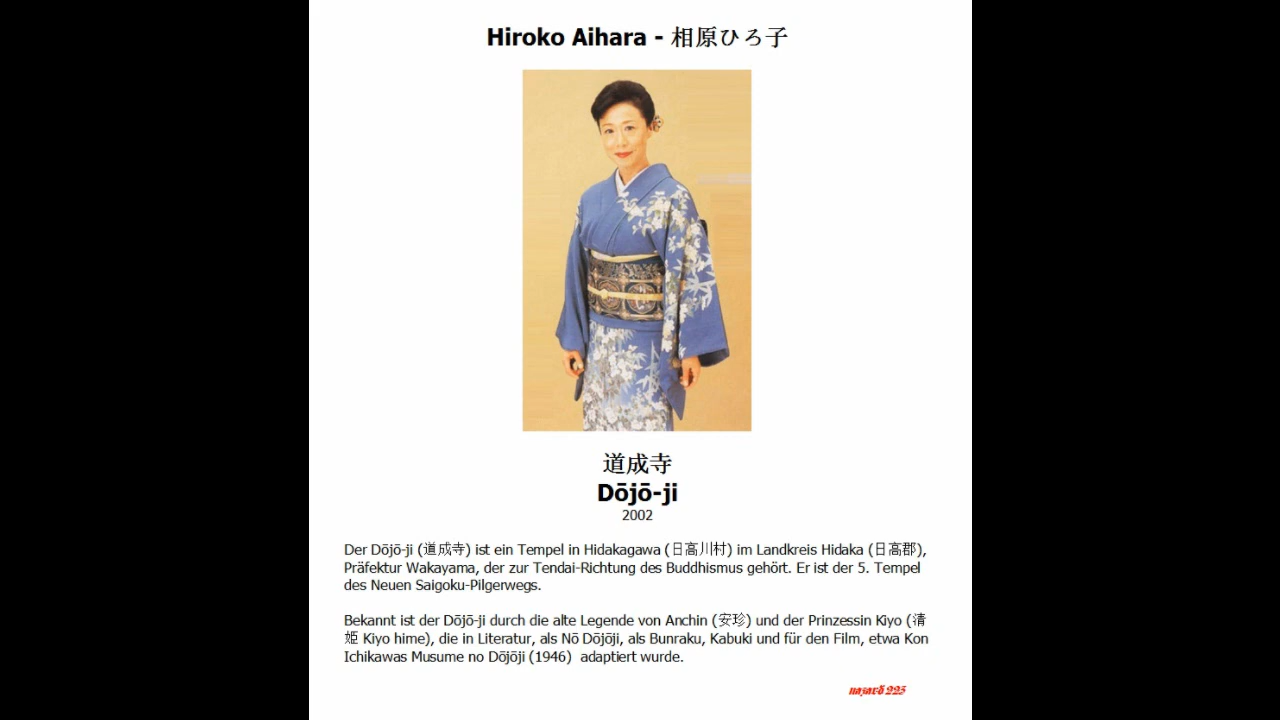 Hiroko Aihara - 相原ひろ子
道成寺
Dōjō-ji
2002
Der Dōjō-ji (道成寺) ist ein Tempel in Hidakagawa (日高川村) im Landkreis Hidaka (日高郡),
Präfektur Wakayama, der zur Tendai-Richtung des Buddhismus gehört. Er ist der 5. Tempel
des Neuen Saigoku-Pilgerwegs.
Bekannt ist der Dōjō-ji durch die alte Legende von Anchin (安珍) und der Prinzessin Kiyo (清
姫 Kiyo hime), die in Literatur, als Nō Dōjōji, als Bunraku, Kabuki und für den Film, etwa Kon
Ichikawas Musume no Dōjōji (1946)  adaptiert wurde.